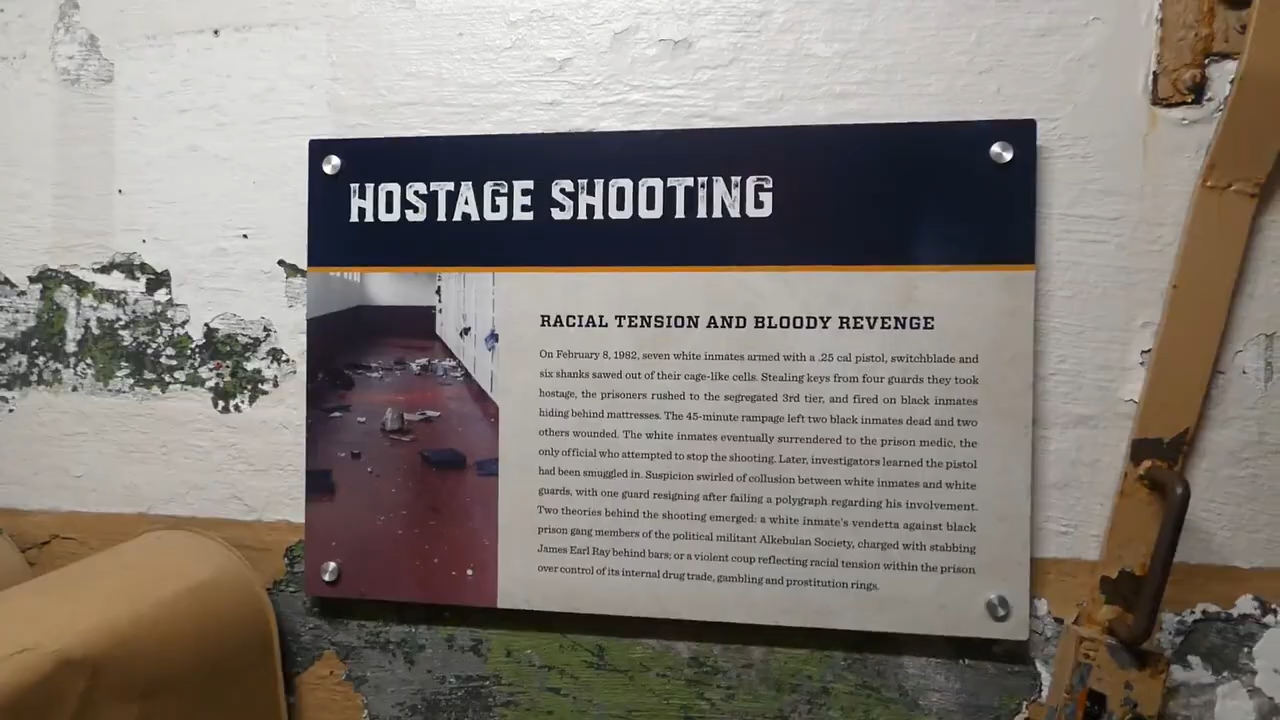 HOSTAGE SHOOTING
RACIAL TENSION AND BLOODY REVENGE
On February 8, 1982, seven white inmates armed with a .25 cal pistol, switchblade and
six shanks sawed out of their cage-like cells. Stealing keys from four guards they took
hostage, the prisoners rushed to the segregated 3rd tier, and fired on black inmates
hiding behind mattresses. The 45-minute rampage left two black inmates dead and two
others wounded. The white inmates eventually surrendered to the prison medic, the
only official who attempted to stop the shooting. Later, investigators learned the pistol
had been smuggled in. Suspicion swirled of collusion between white inmates and white
guards, with one guard resigning after failing a polygraph regarding his involvement.
Two theories behind the shooting emerged: a white inmate's vendetta against black
prison gang members of the political militant Alkebulan Society, charged with stabbing
James Earl Ray behind bars; or a violent coup reflecting racial tension within the prison
over control of its internal drug trade, gambling and prostitution rings.